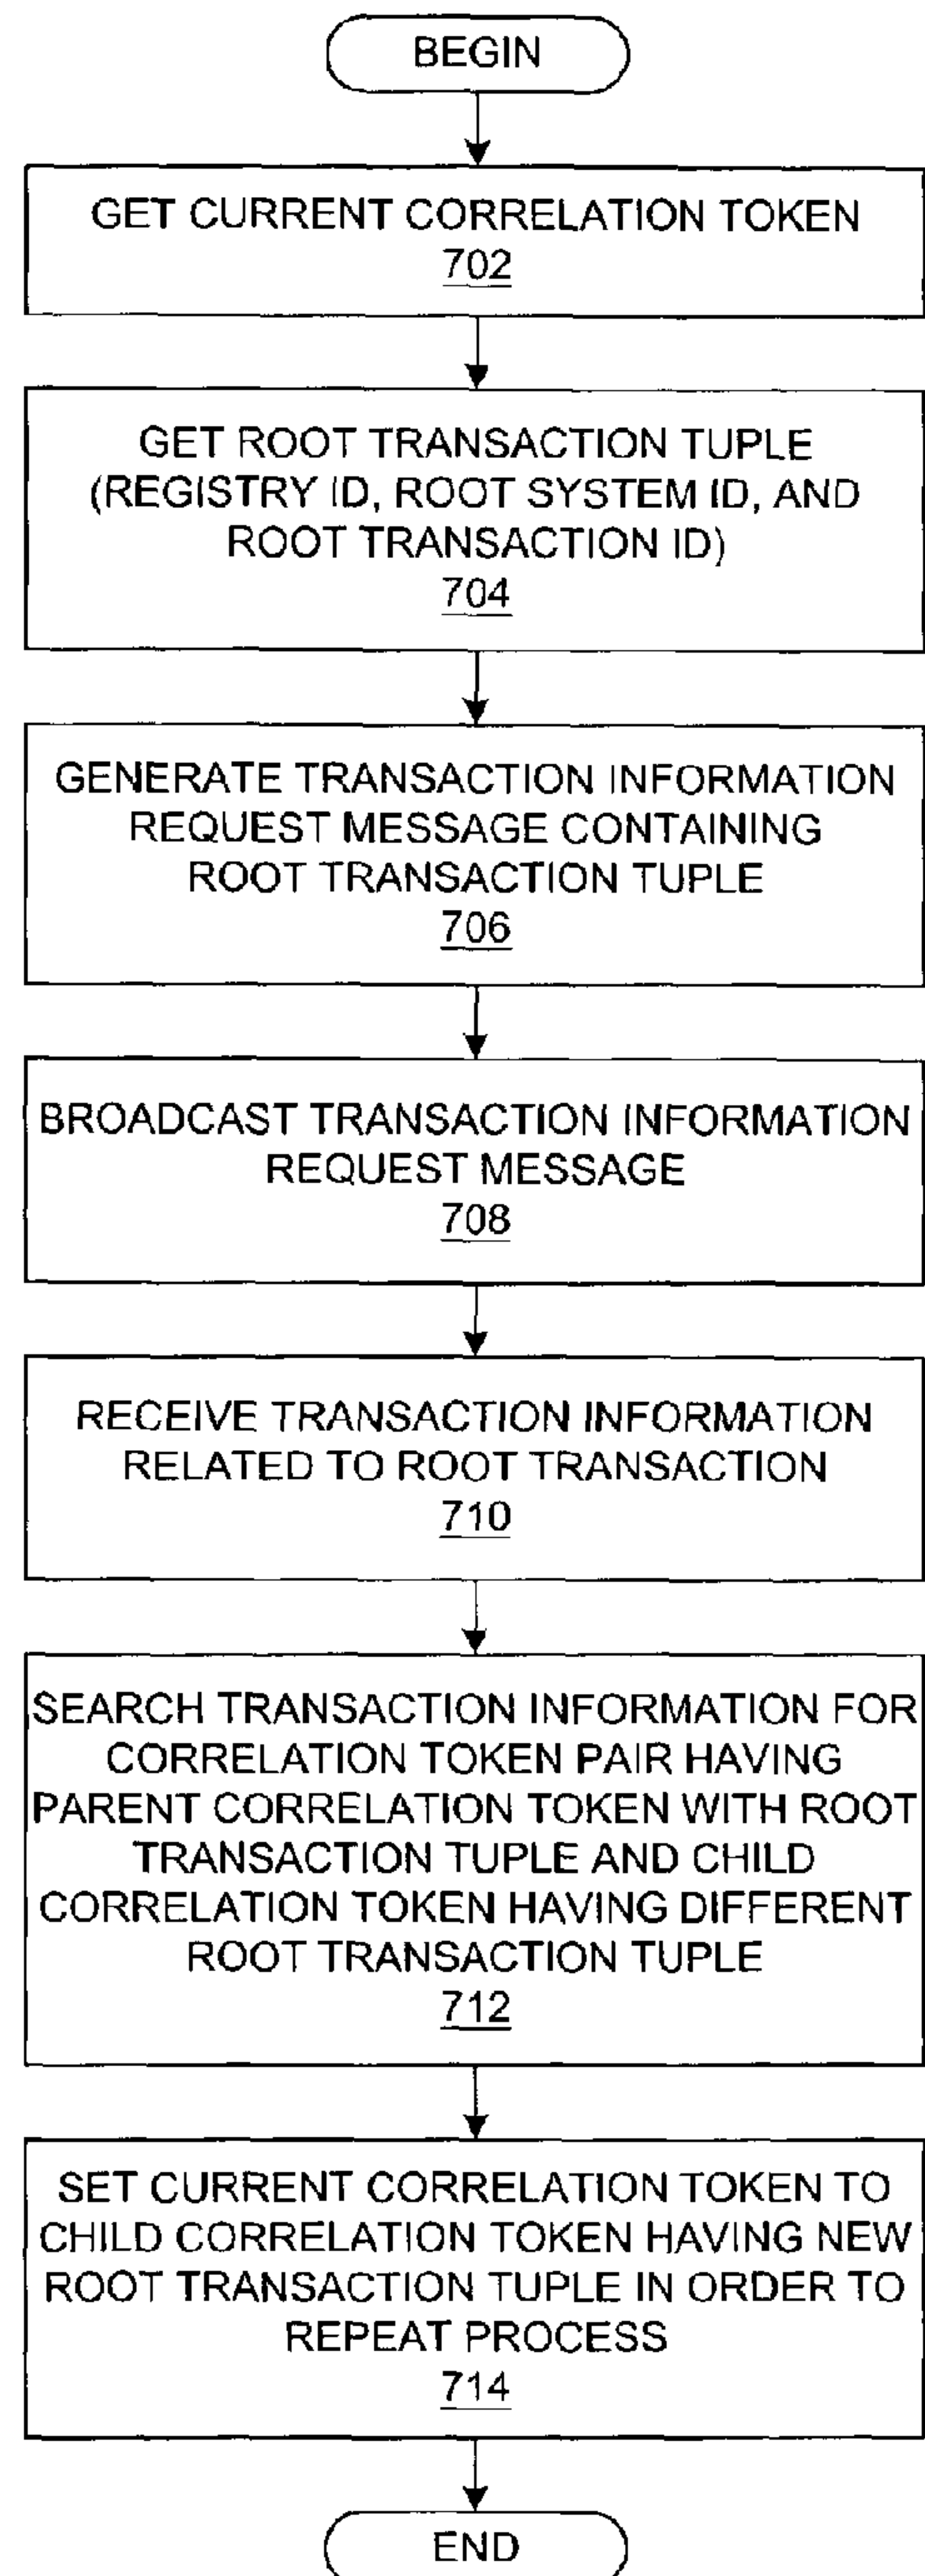 BEGIN
GET CURRENT CORRELATION TOKEN
702
GET ROOT TRANSACTION TUPLE
(REGISTRY ID, ROOT SYSTEM ID, AND
ROOT TRANSACTION ID)
704
GENERATE TRANSACTION INFORMATION
REQUEST MESSAGE CONTAINING
ROOT TRANSACTION TUPLE
706
BROADCAST TRANSACTION INFORMATION
REQUEST MESSAGE
708
RECEIVE TRANSACTION INFORMATION
RELATED TO ROOT TRANSACTION
710
SEARCH TRANSACTION INFORMATION FOR
CORRELATION TOKEN PAIR HAVING
PARENT CORRELATION TOKEN WITH ROOT
TRANSACTION TUPLE AND CHILD
CORRELATION TOKEN HAVING DIFFERENT
ROOT TRANSACTION TUPLE
712
SET CURRENT CORRELATION TOKEN TO
CHILD CORRELATION TOKEN HAVING NEW
ROOT TRANSACTION TUPLE IN ORDER TO
REPEAT PROCESS
714
END